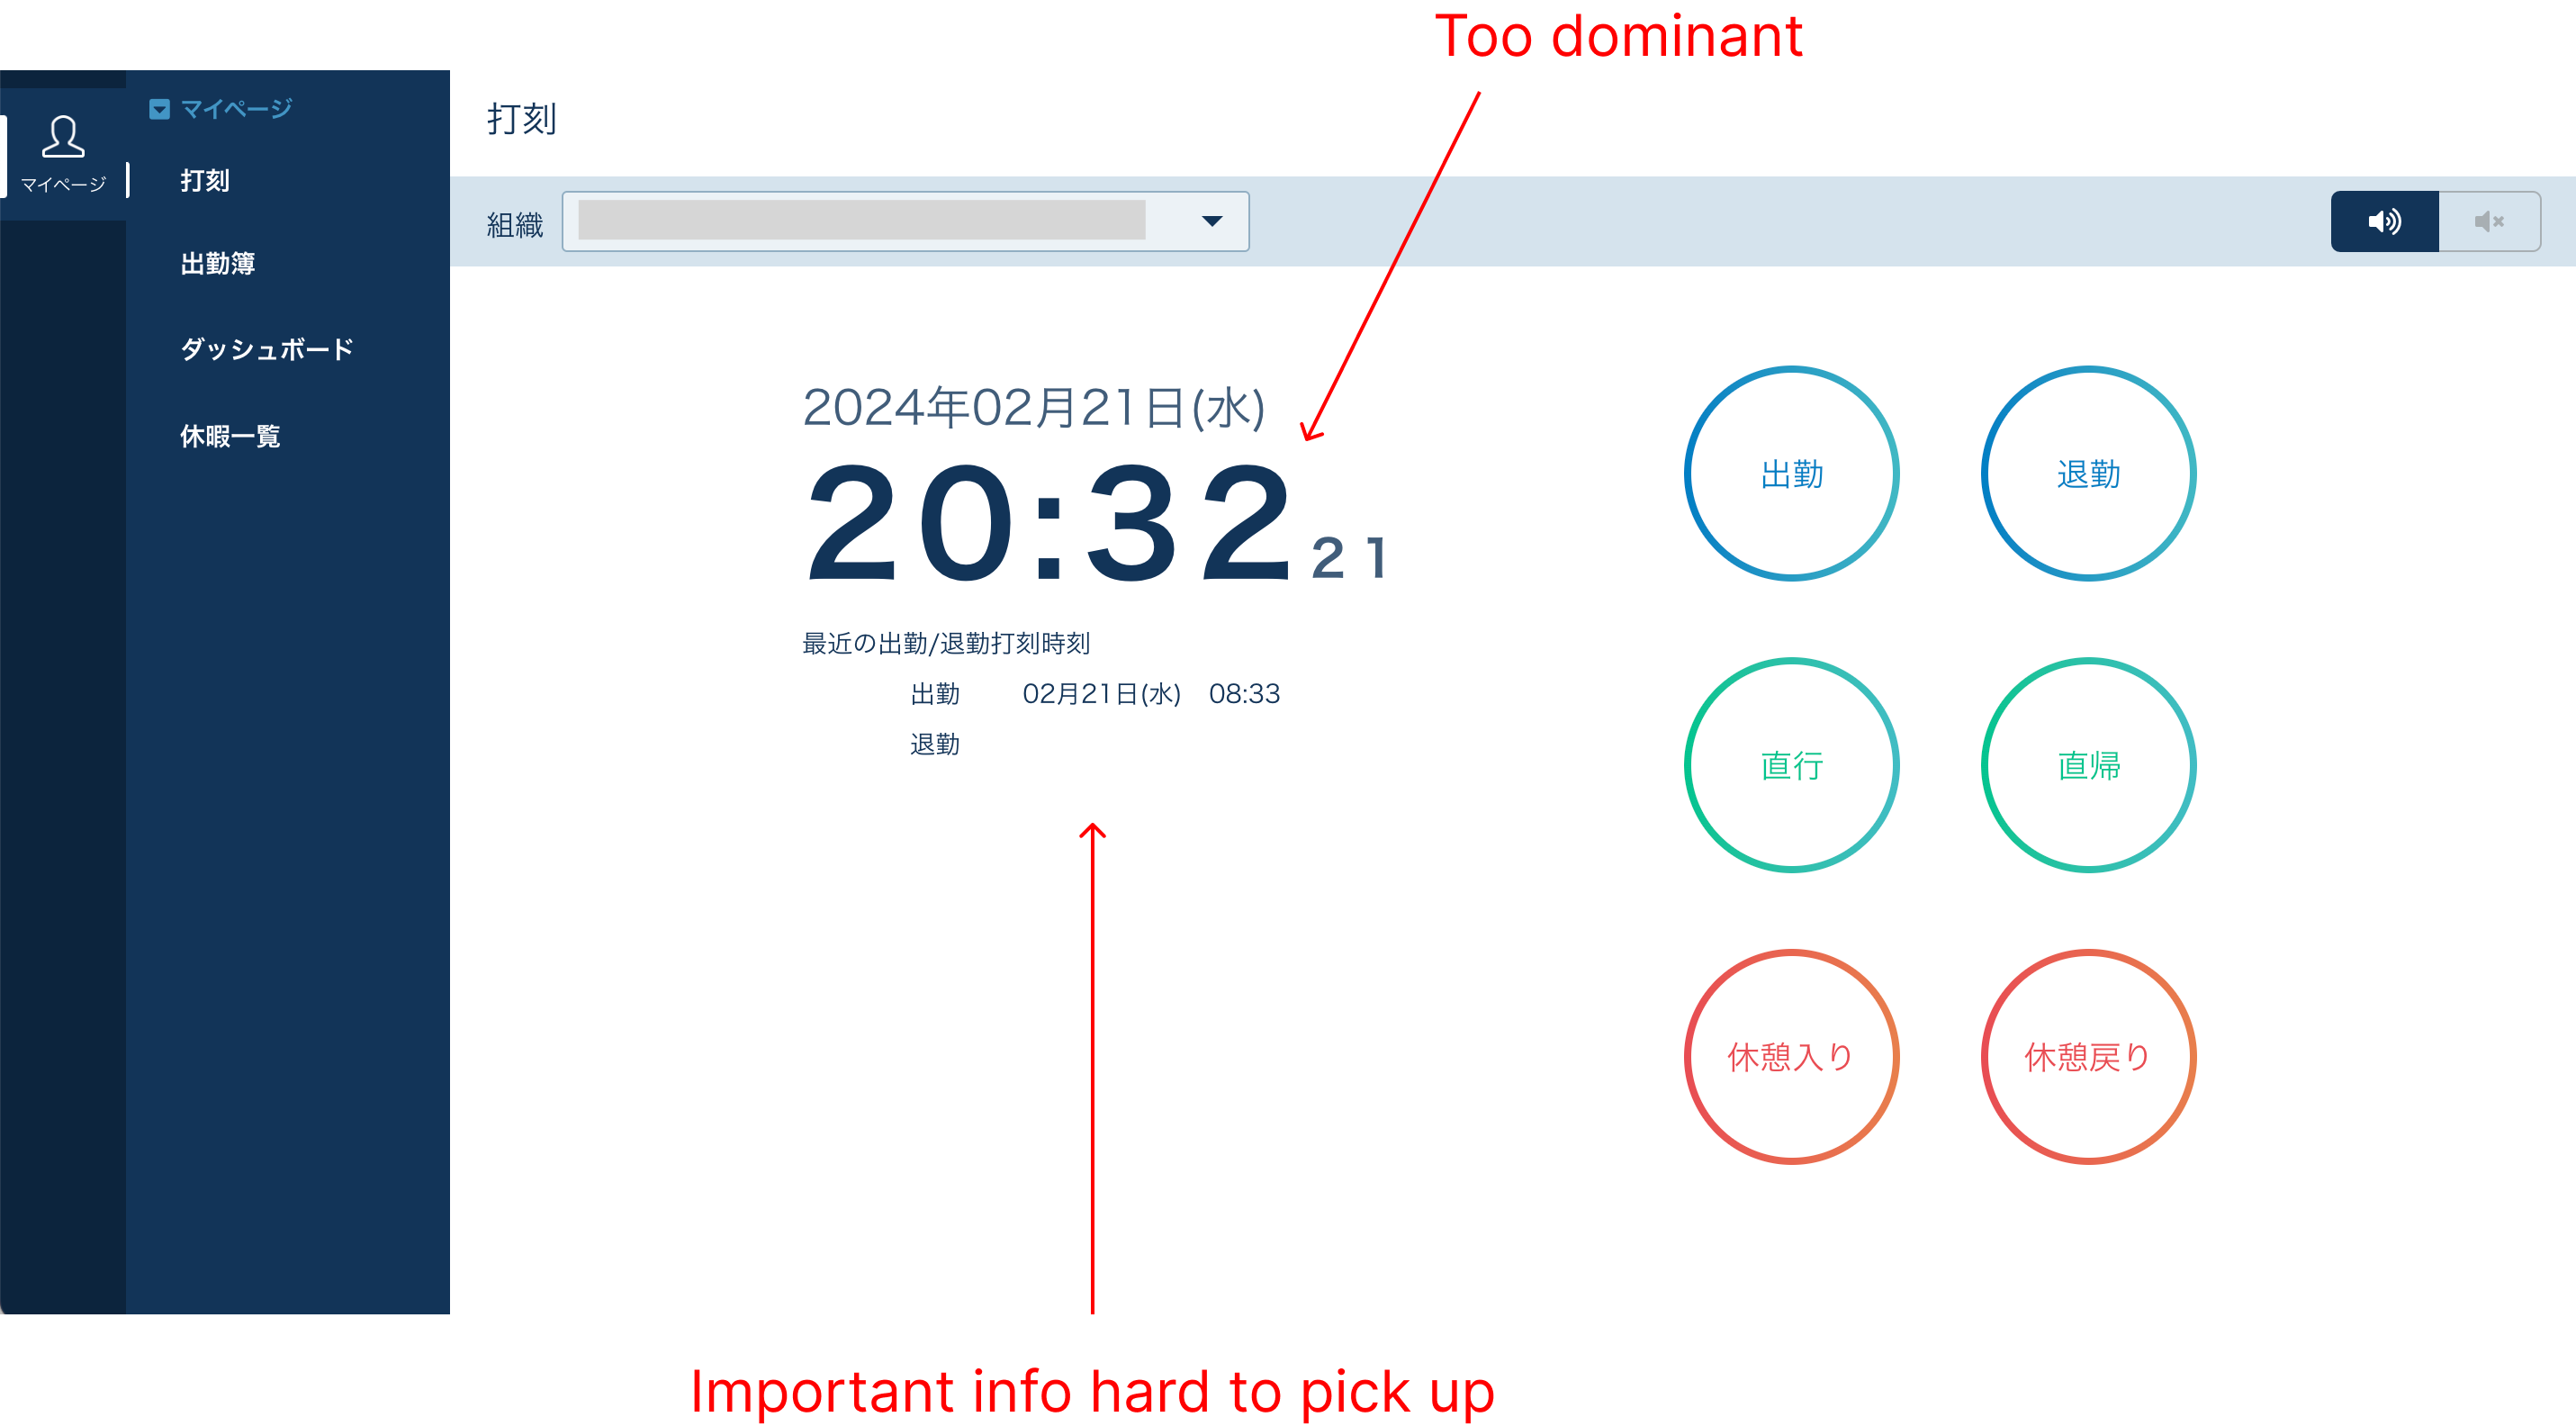 Too dominant
マイページ
マイページ
打刻
出勤簿
ダッシュボード
休暇一覧
打刻
組織
2024年02月21日(水)
20:32 21
最近の出勤/退勤打刻時刻
出勤 02月21日(水) 08:33
退勤
出勤 退勤
直行 直帰
休憩入り 休憩戻り
Important info hard to pick up